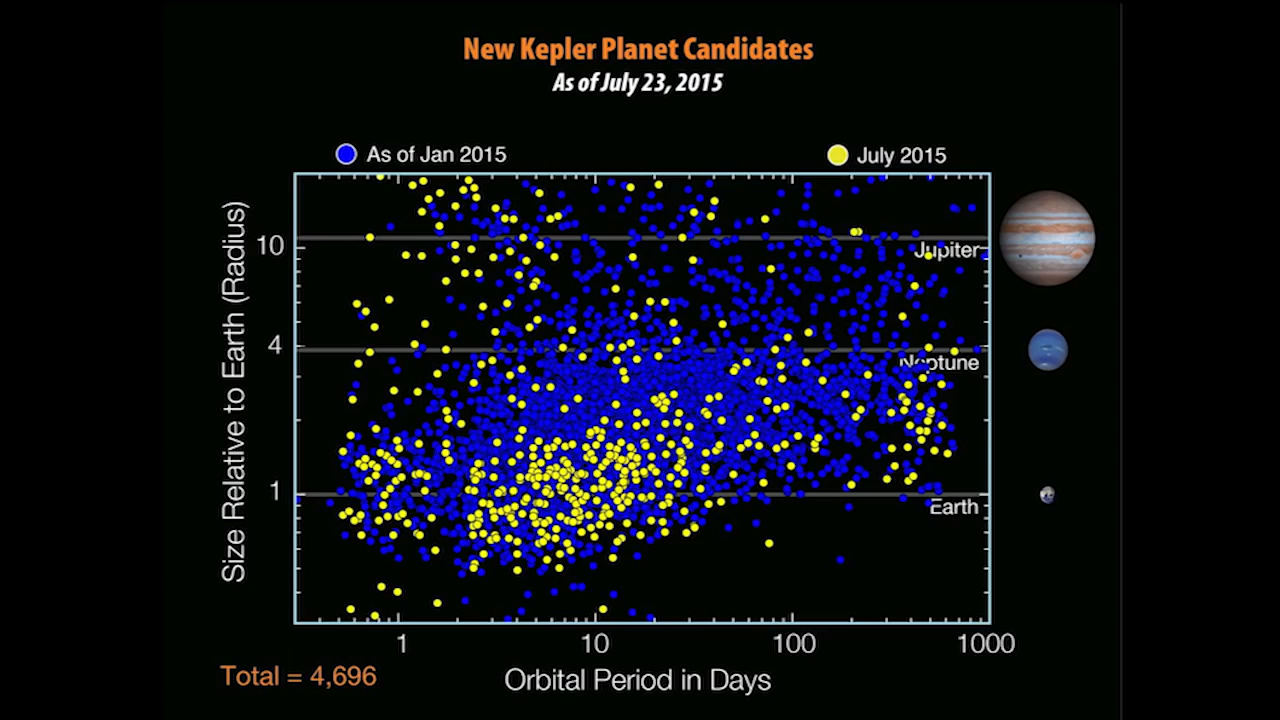 New Kepler Planet Candidates
As of July 23, 2015
As of Jan 2015
July 2015
Size Relative to Earth (Radius)
10
4
1
Jupiter
Neptune
Earth
1
10
100
1000
Total = 4,696
Orbital Period in Days